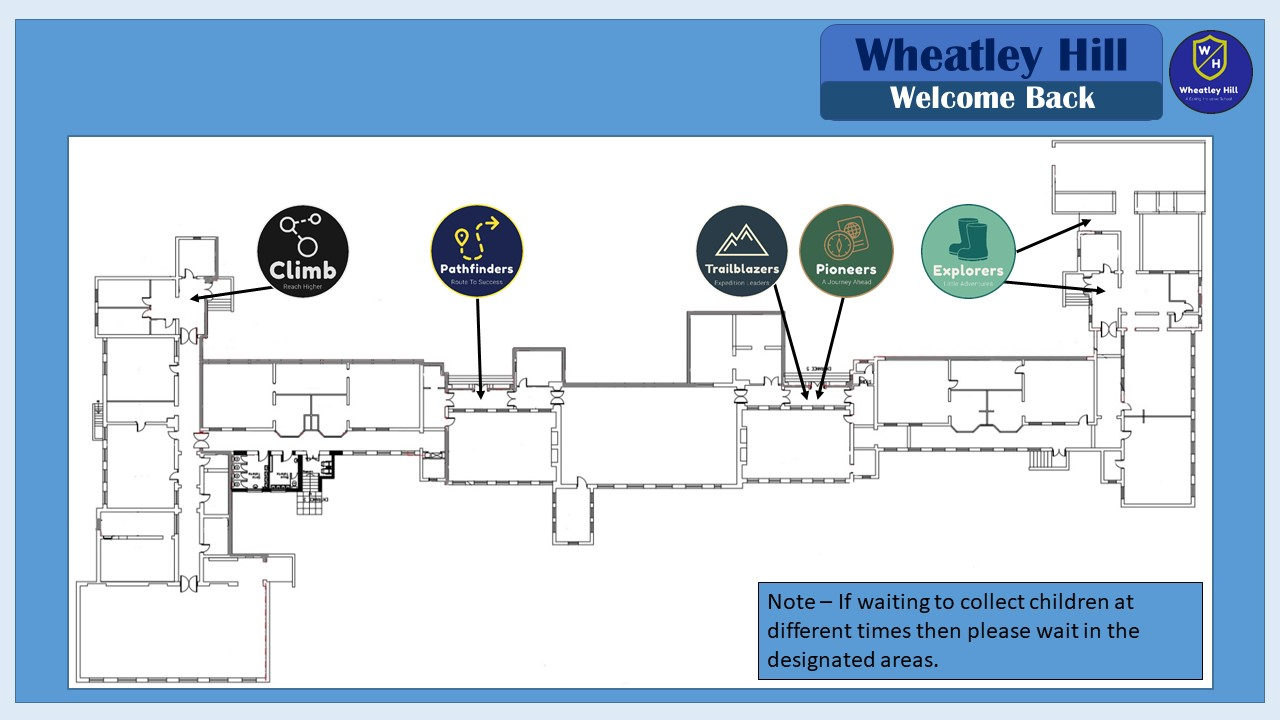 Wheatley Hill
Welcome Back
W
H
Wheatley Hill
Climb
Reach Higher
Pathfinders
Route To Success
Trailblazers
Expedition Leaders
Pioneers
A Journey Ahead
Explorers
Little Adventures
ENTRANCE 5
Note – If waiting to collect children at
different times then please wait in the
designated areas.